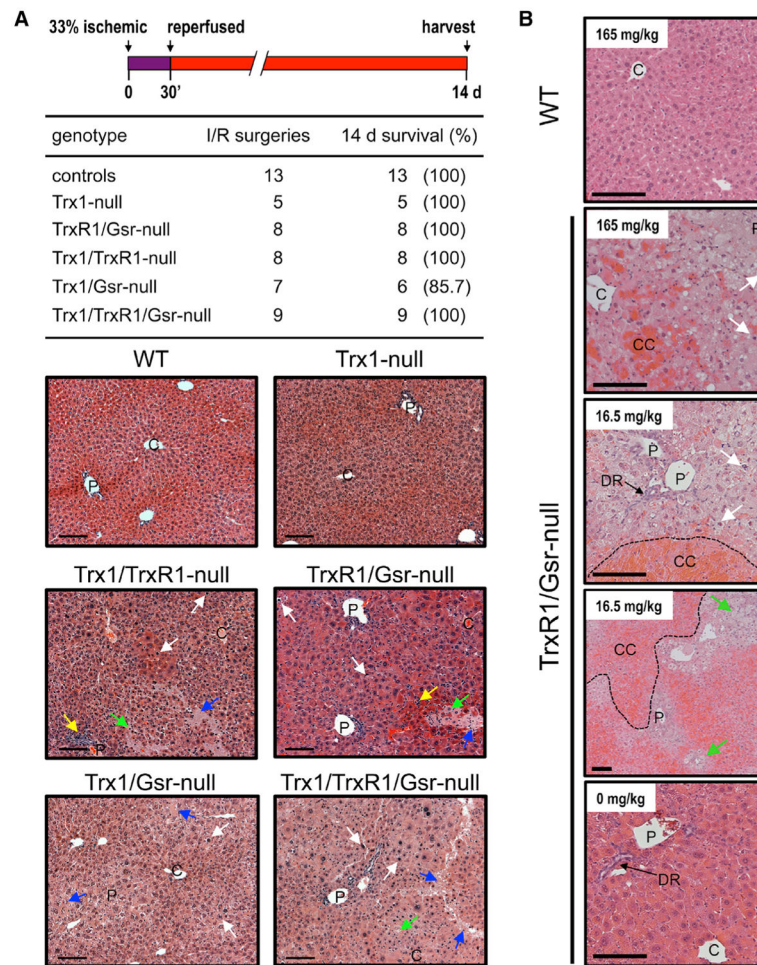 A
33% ischemic reperfused harvest
0 30' 14 d
genotype I/R surgeries 14 d survival (%)
controls 13 13 (100)
Trx1-null 5 5 (100)
TrxR1/Gsr-null 8 8 (100)
Trx1/TrxR1-null 8 8 (100)
Trx1/Gsr-null 7 6 (85.7)
Trx1/TrxR1/Gsr-null 9 9 (100)
WT Trx1-null
C
P
P
C
Trx1/TrxR1-null TrxR1/Gsr-null
C
P
P
C
P
Trx1/Gsr-null Trx1/TrxR1/Gsr-null
C
P
P
C
B
WT
165 mg/kg
C
TrxR1/Gsr-null
165 mg/kg
P
C
CC
16.5 mg/kg
P
P
DR
CC
16.5 mg/kg
CC
P
0 mg/kg
P
DR
C